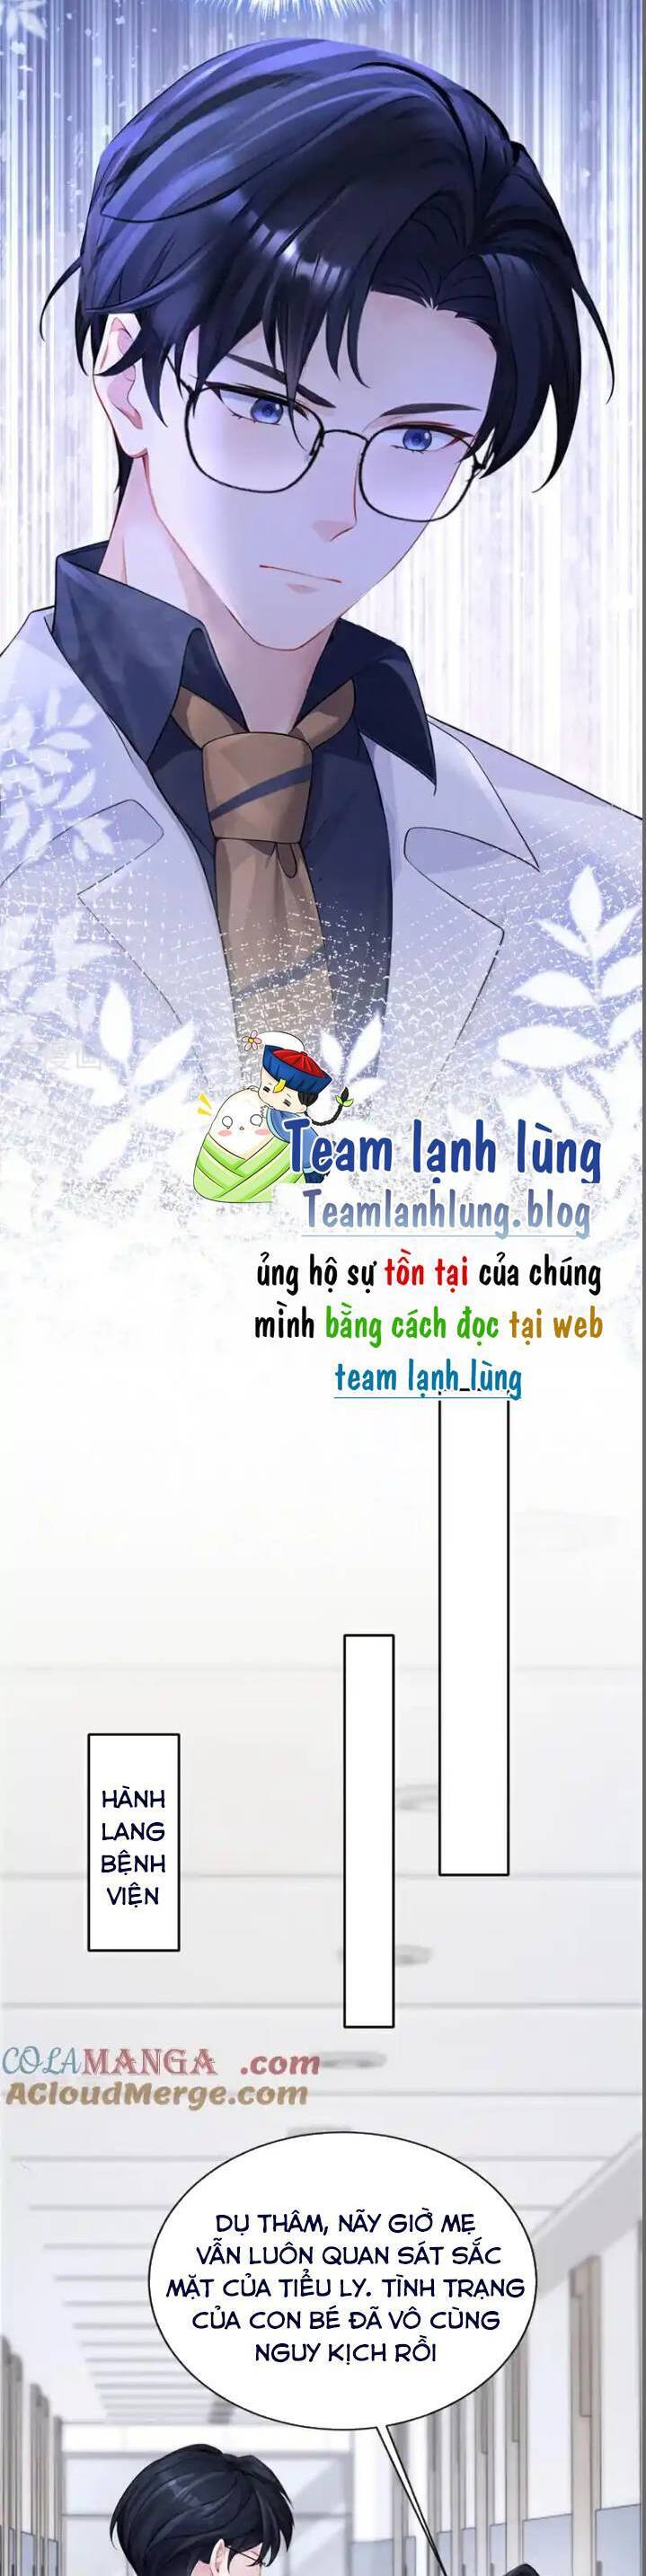 Team lạnh lùng
Teamlanhlung.blog
ủng hộ sự tồn tại của chúng
mình bằng cách đọc tại web
team lạnh_lùng
HÀNH
LANG
BỆNH
VIỆN
COLAMANGA .com
AcloudMerge.com
DỤ THÂM, NÃY GIỜ MẸ
VẪN LUÔN QUAN SÁT SẮC
MẶT CỦA TIỂU LY. TÌNH TRẠNG
CỦA CON BÉ ĐÃ VÔ CÙNG
NGUY KỊCH RỒI